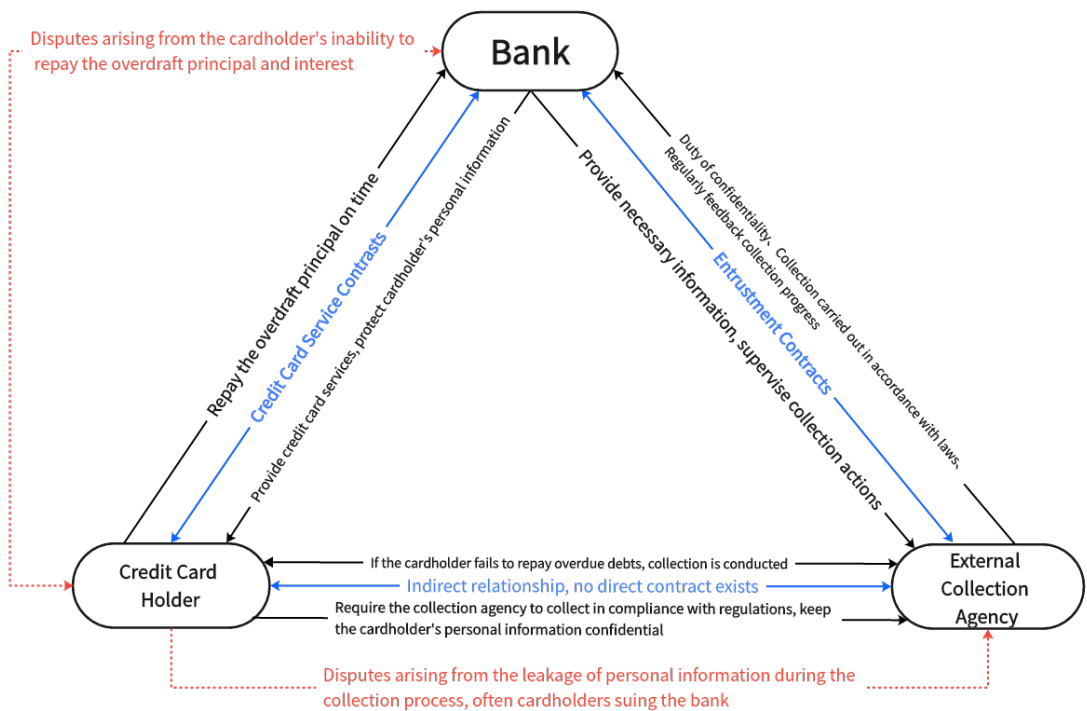 Disputes arising from the cardholder's inability to
repay the overdraft principal and interest
Bank
Repay the overdraft principal on time
Credit Card Service Contrasts
Provide credit card services, protect cardholder's personal information
Provide necessary information, supervise collection actions
Entrustment Contracts
Duty of confidentiality、Collection carried out in accordance with laws、
Regularly feedback collection progress
Credit Card
Holder
If the cardholder fails to repay overdue debts, collection is conducted
Indirect relationship, no direct contract exists
Require the collection agency to collect in compliance with regulations, keep
the cardholder's personal information confidential
External
Collection
Agency
Disputes arising from the leakage of personal information during the
collection process, often cardholders suing the bank